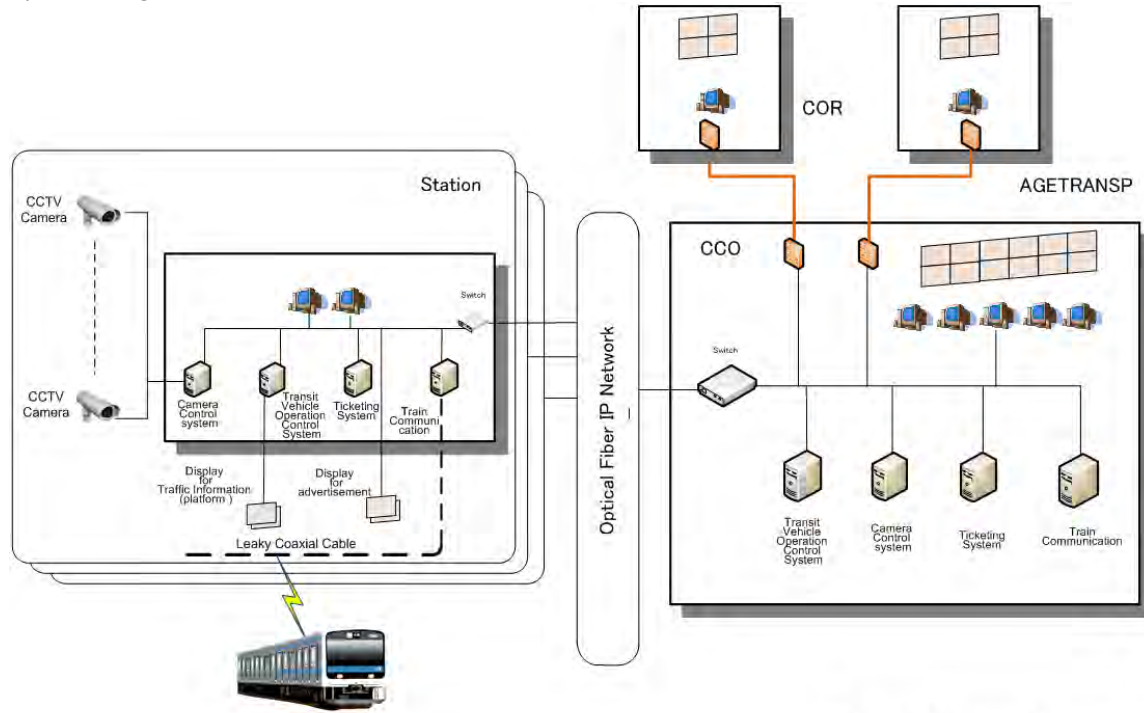 COR
AGETRANSP
Station
CCTV
Camera
CCTV
Camera
Switch
Camera
Control
system
Transit
Vehicle
Operation
Control
System
Ticketing
System
Train
Communi
cation
Display
for
Traffic Information
(platform )
Display
for
advertisement
Leaky Coaxial Cable
Optical Fiber IP Network
CCO
Switch
Transit
Vehicle
Operation
Control
System
Camera
Control
system
Ticketing
System
Train
Communication